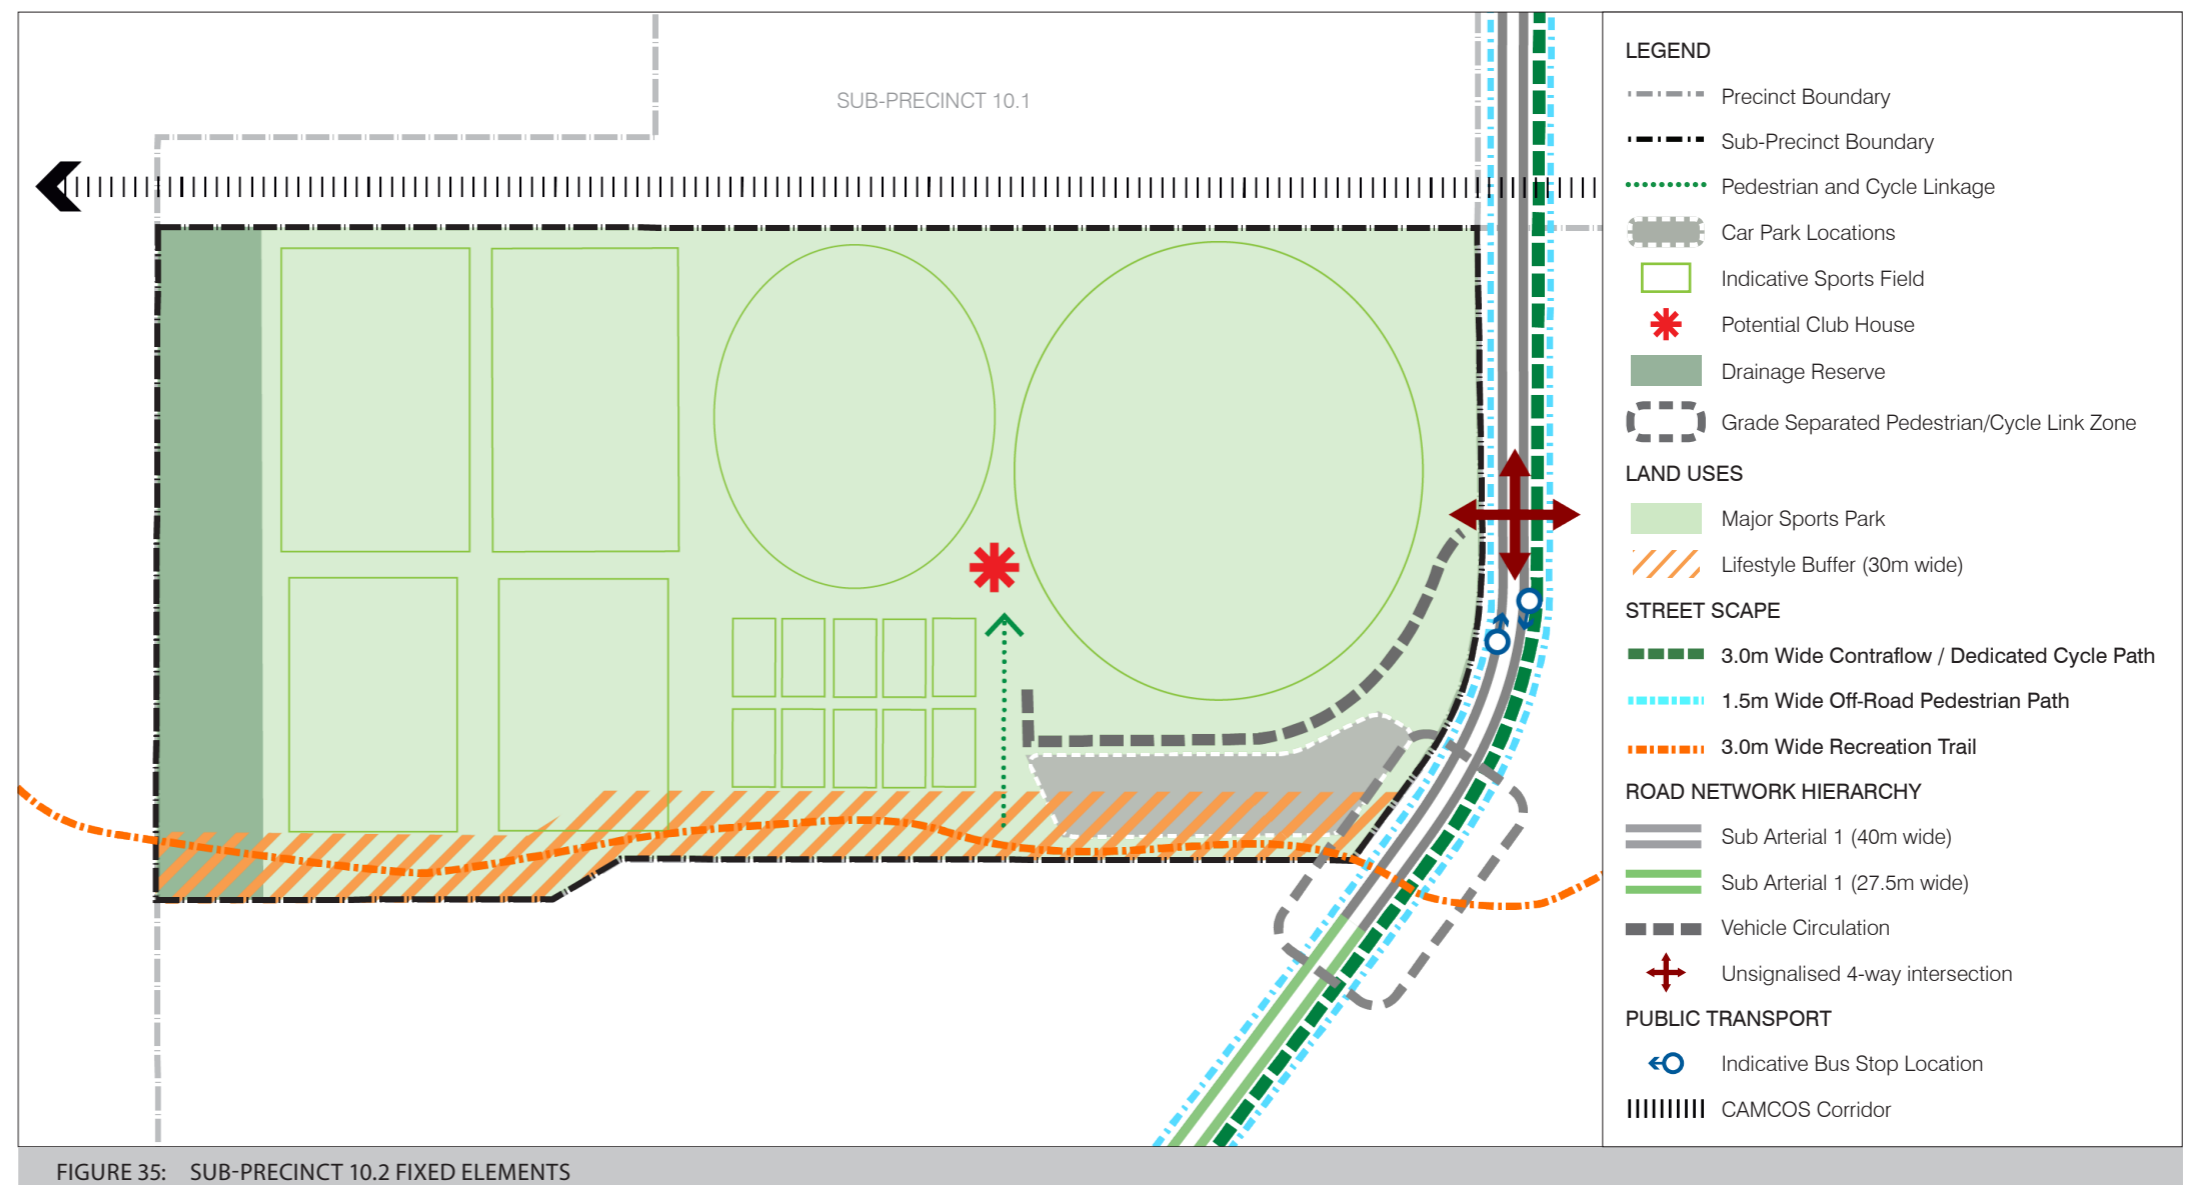 SUB-PRECINCT 10.1
LEGEND
Precinct Boundary
Sub-Precinct Boundary
Pedestrian and Cycle Linkage
Car Park Locations
Indicative Sports Field
Potential Club House
Drainage Reserve
Grade Separated Pedestrian/Cycle Link Zone
LAND USES
Major Sports Park
Lifestyle Buffer (30m wide)
STREET SCAPE
3.0m Wide Contraflow / Dedicated Cycle Path
1.5m Wide Off-Road Pedestrian Path
3.0m Wide Recreation Trail
ROAD NETWORK HIERARCHY
Sub Arterial 1 (40m wide)
Sub Arterial 1 (27.5m wide)
Vehicle Circulation
Unsignalised 4-way intersection
PUBLIC TRANSPORT
Indicative Bus Stop Location
CAMCOS Corridor
FIGURE 35: SUB-PRECINCT 10.2 FIXED ELEMENTS